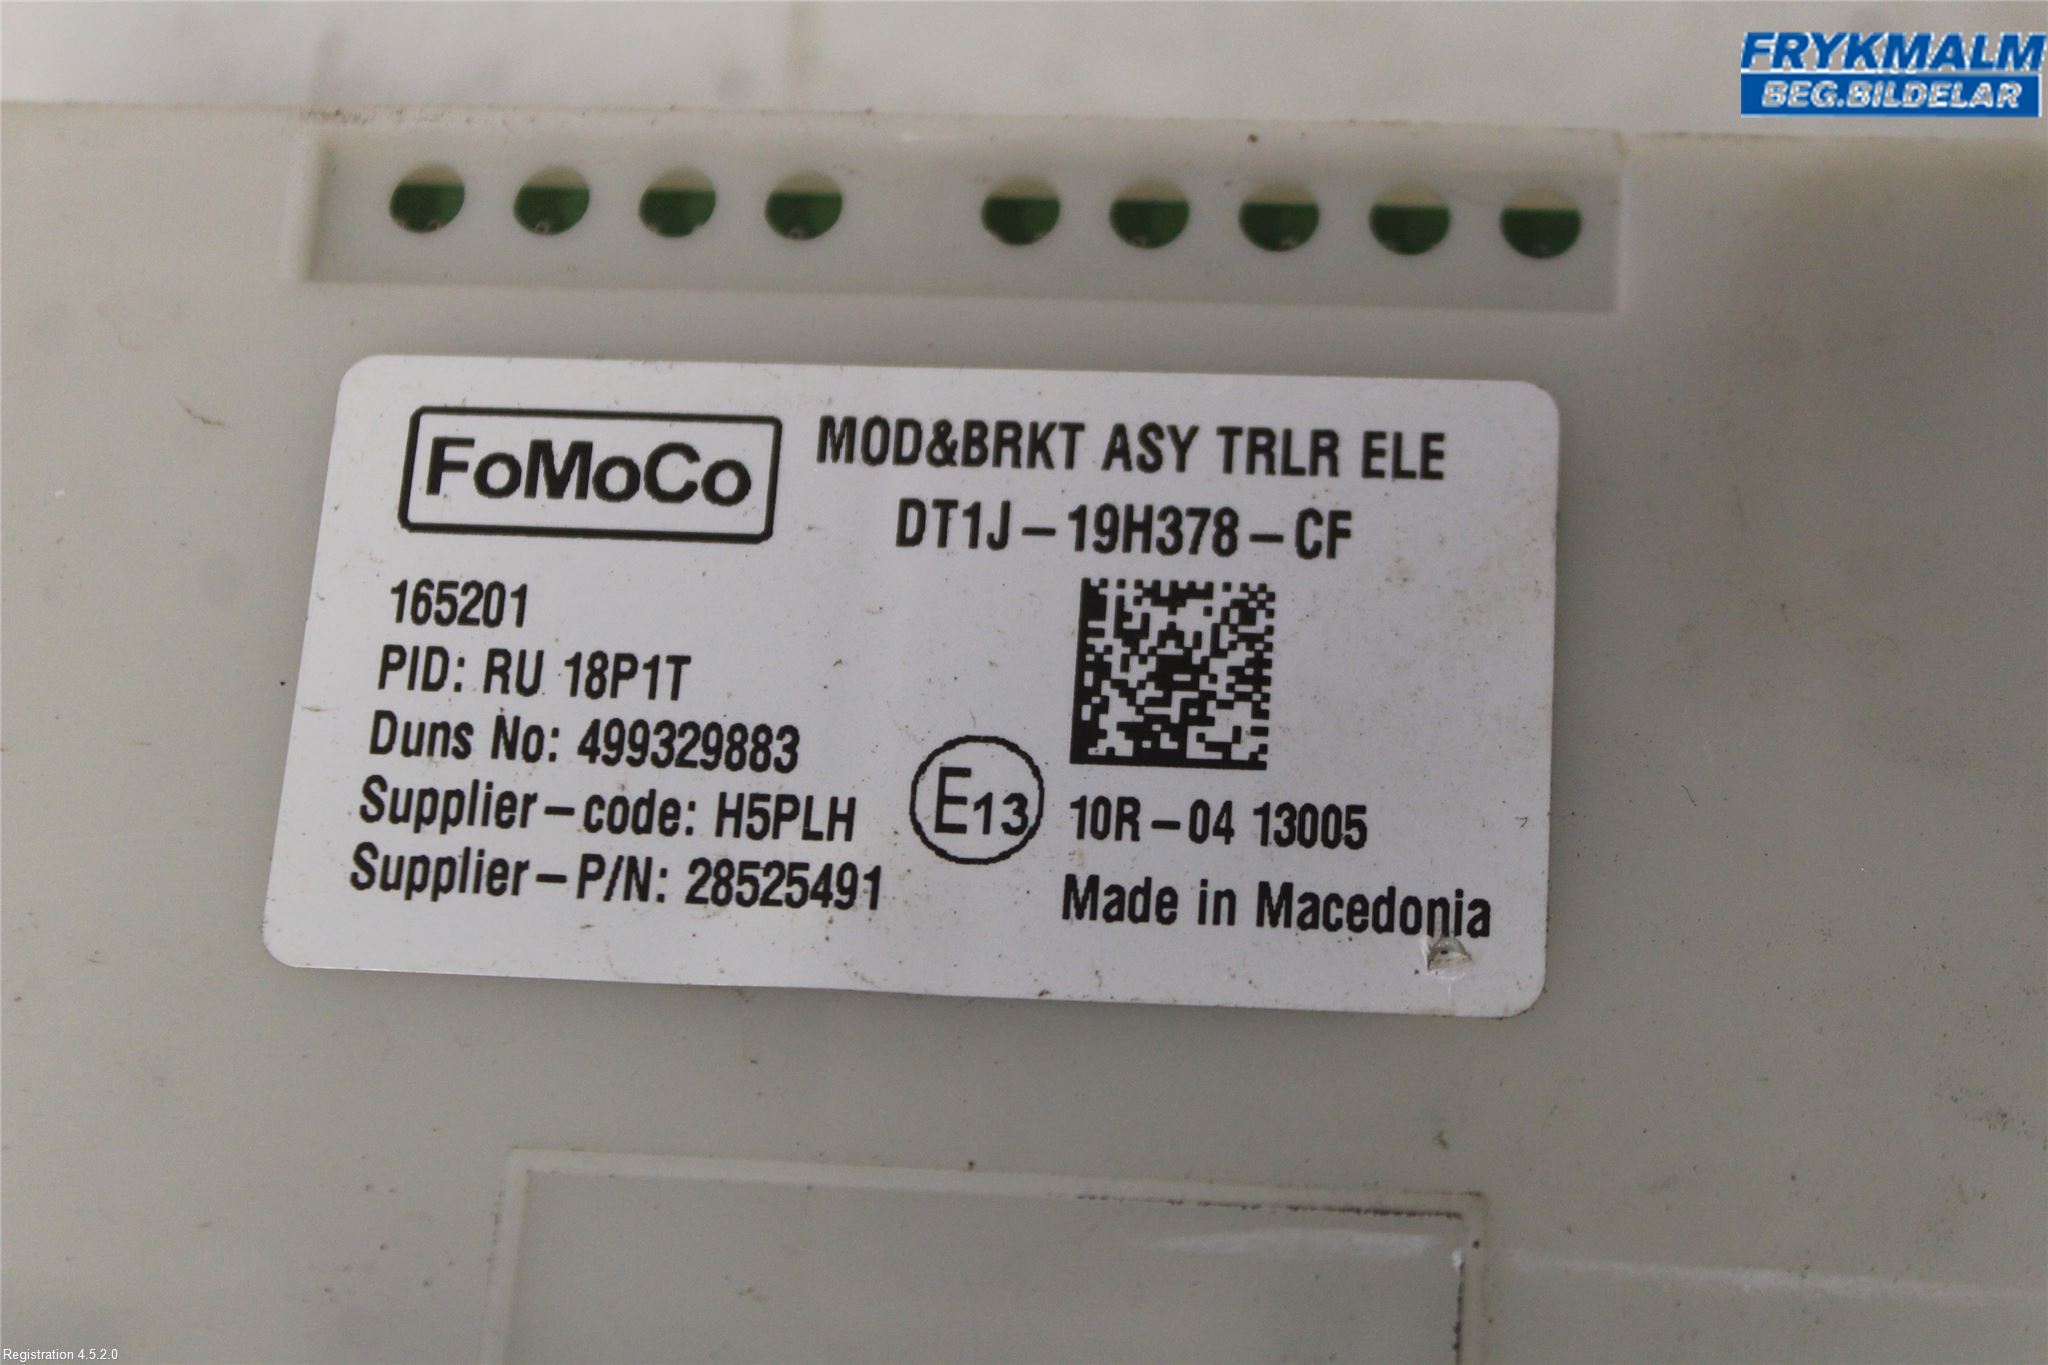 FRYKMALM
BEG.BILDELAR
FoMoCo
MOD&BRKT ASY TRLR ELE
DT1J-19H378-CF
165201
PID: RU 18P1T
Duns No: 499329883
Supplier-code: H5PLH
Supplier-P/N: 28525491
E13
10R-04 13005
Made in Macedonia
Registration 4.5.2.0